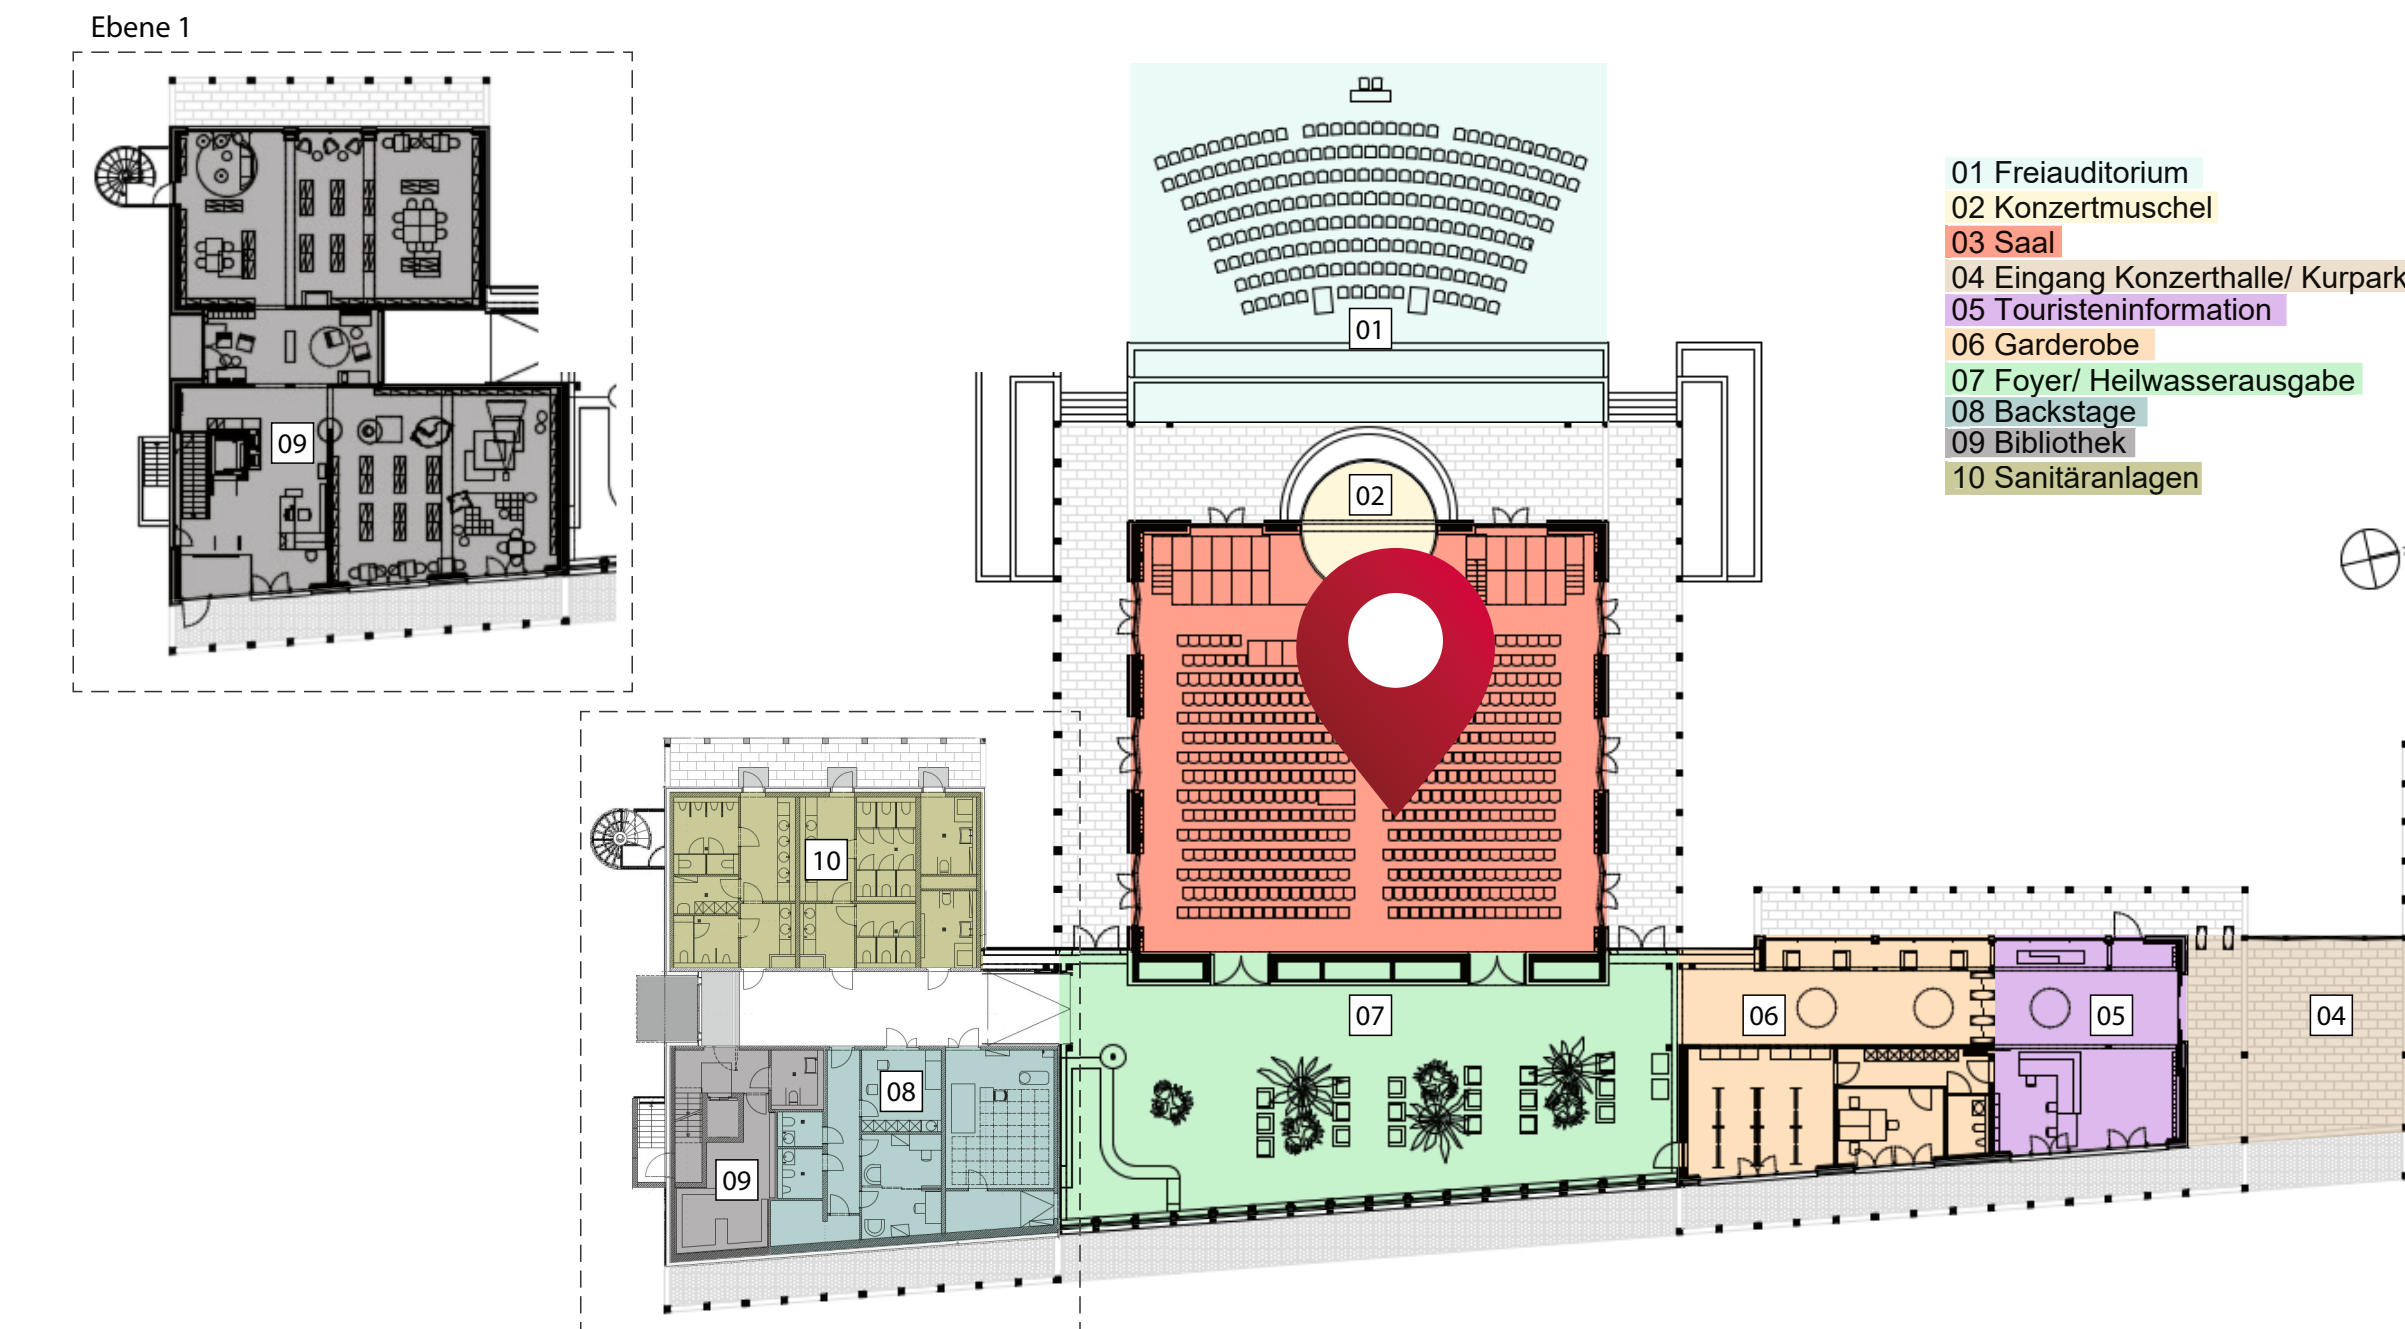 Ebene 1
01 Freiauditorium
02 Konzertmuschel
03 Saal
04 Eingang Konzerthalle/ Kurpark
05 Touristeninformation
06 Garderobe
07 Foyer/ Heilwasserausgabe
08 Backstage
09 Bibliothek
10 Sanitäranlagen
01
09
02
10
07
06
05
04
08
09